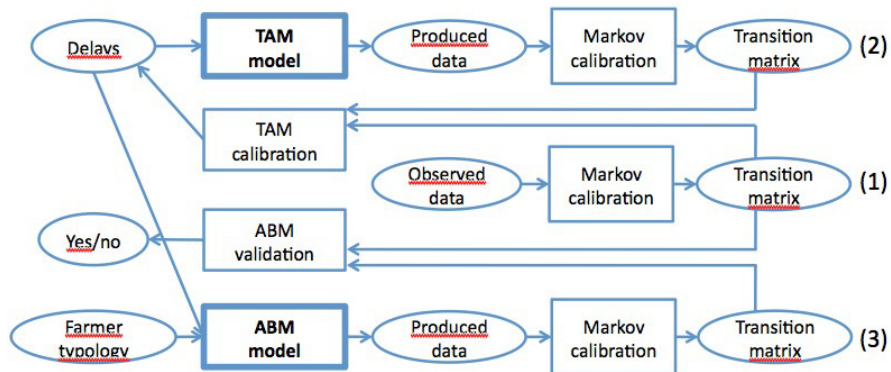 Delays
TAM
model
Produced
data
Markov
calibration
Transition
matrix
(2)
TAM
calibration
Observed
data
Markov
calibration
Transition
matrix
(1)
Yes/no
ABM
validation
Farmer
typology
ABM
model
Produced
data
Markov
calibration
Transition
matrix
(3)